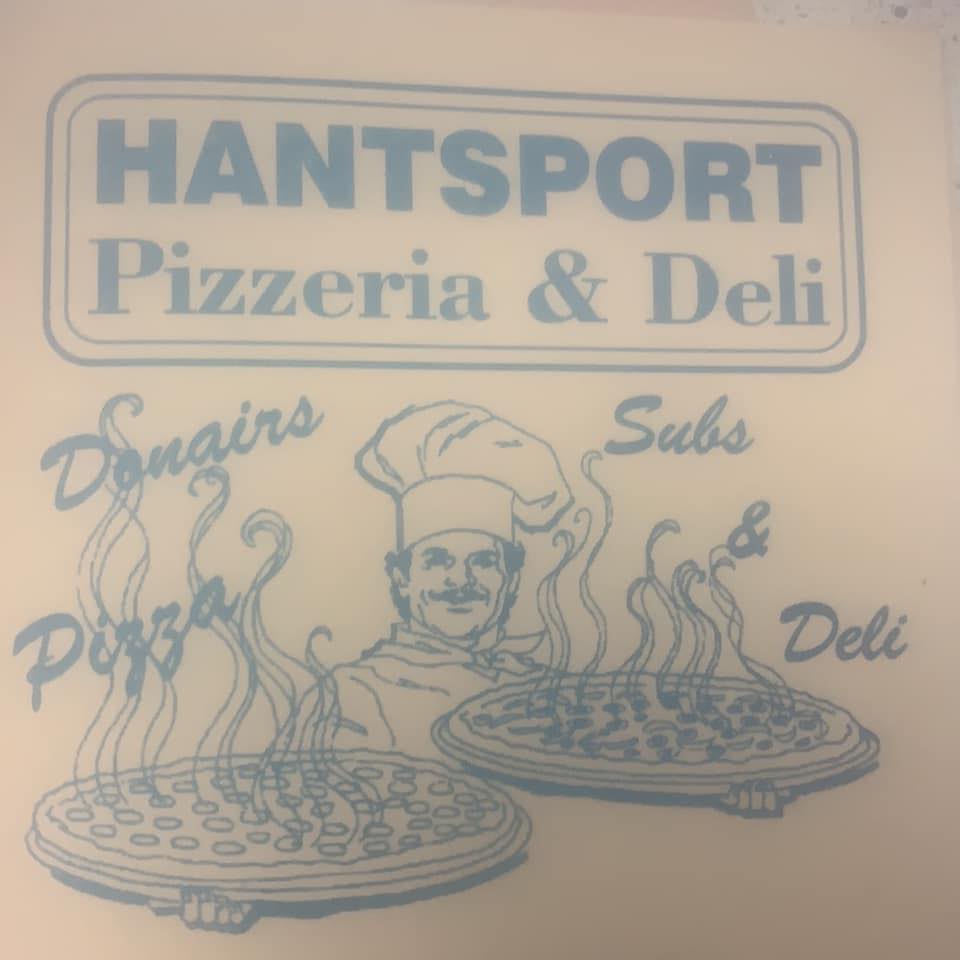 HANTSPORT
Pizzeria & Deli
Donairs
Subs
&
Pizza
Deli